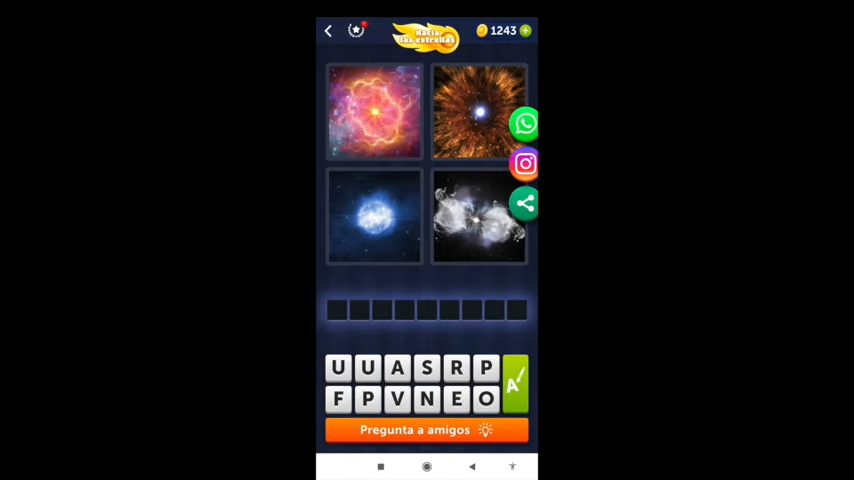 Hacia
las estrellas
1243
U U A S R P
F P V N E O
A
Pregunta a amigos